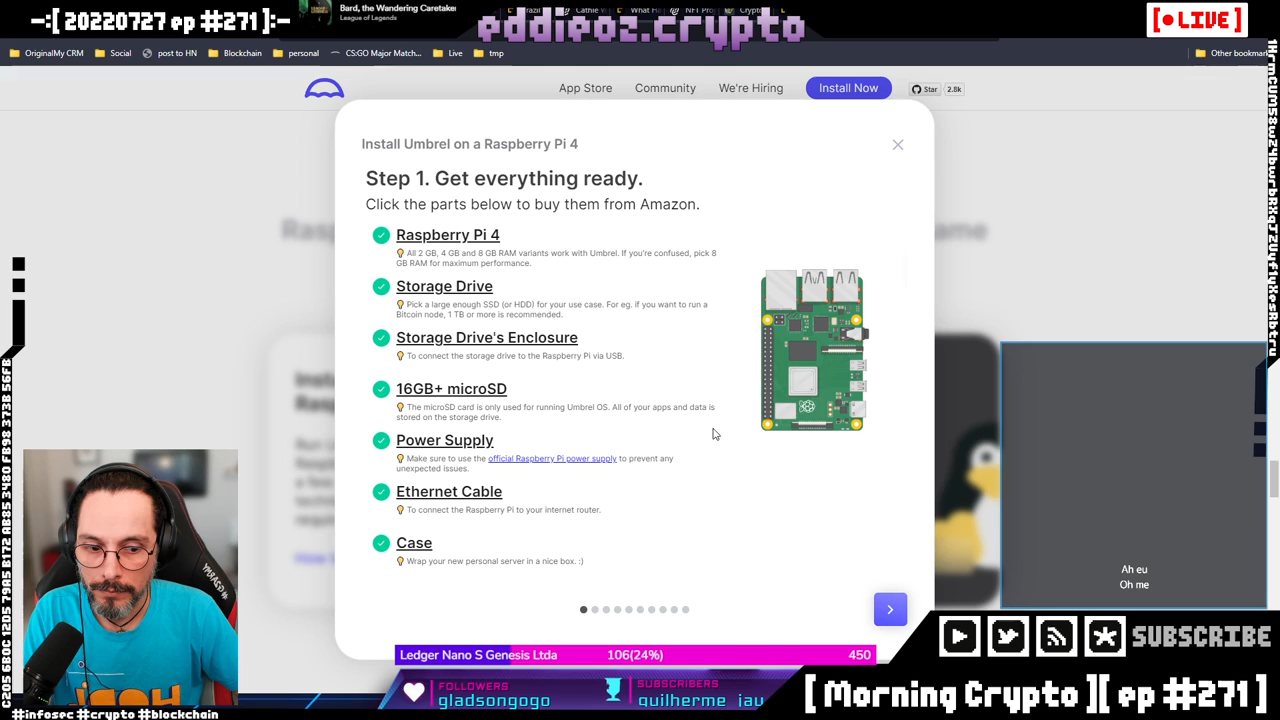 -:[ 20220727 ep #271 ]:-
Bard, the Wandering Caretaker
League of Legends
eddieoz.crypto
[ ● LIVE ]
OriginalMy CRM
Social
post to HN
Blockchain
personal
CS:GO Major Match...
Live
tmp
Other bookmar
App Store
Community
We're Hiring
Install Now
Star
2.8k
Install Umbrel on a Raspberry Pi 4
Step 1. Get everything ready.
Click the parts below to buy them from Amazon.
Raspberry Pi 4
All 2 GB, 4 GB and 8 GB RAM variants work with Umbrel. If you're confused, pick 8
GB RAM for maximum performance.
Storage Drive
Pick a large enough SSD (or HDD) for your use case. For eg. if you want to run a
Bitcoin node, 1 TB or more is recommended.
Storage Drive's Enclosure
To connect the storage drive to the Raspberry Pi via USB.
16GB+ microSD
The microSD card is only used for running Umbrel OS. All of your apps and data is
stored on the storage drive.
Power Supply
Make sure to use the official Raspberry Pi power supply to prevent any
unexpected issues.
Ethernet Cable
To connect the Raspberry Pi to your internet router.
Case
Wrap your new personal server in a nice box. :)
Ah eu
Oh me
Ledger Nano S Genesis Ltda 106(24%) 450
SUBSCRIBE
FOLLOWERS
gladsongogo
SUBSCRIBERS
guilherme_jau
[ Morning Crypto ][ ep #271 ]
#infosec #crypto #blockchain